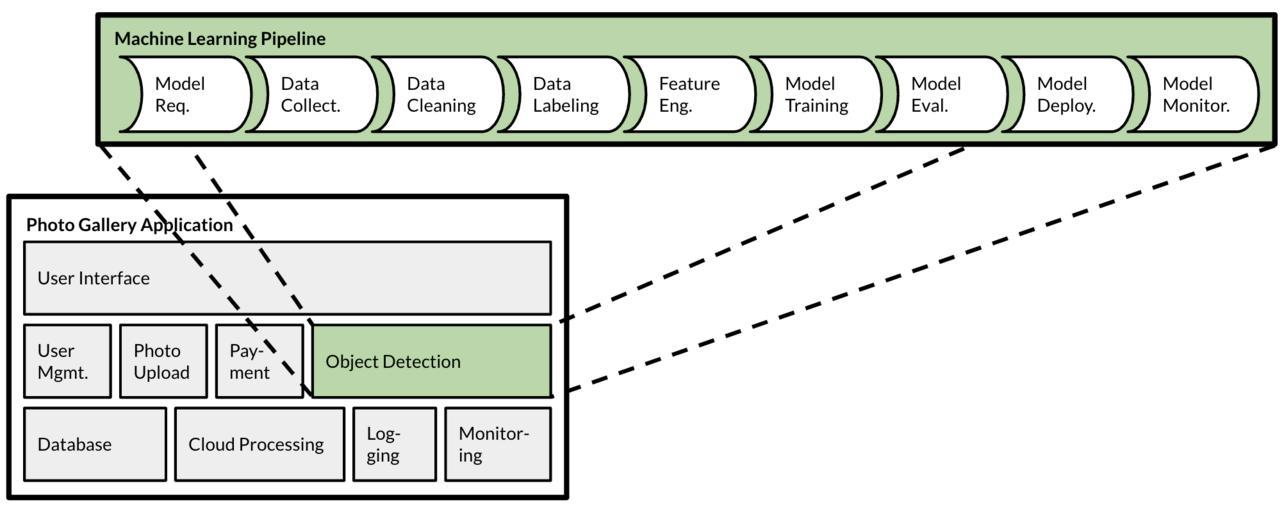 Machine Learning Pipeline
Model
Req.
Data
Collect.
Data
Cleaning
Data
Labeling
Feature
Eng.
Model
Training
Model
Eval.
Model
Deploy.
Model
Monitor.
Photo Gallery Application
User Interface
User
Mgmt.
Photo
Upload
Pay-
ment
Object Detection
Database
Cloud Processing
Log-
ging
Monitor-
ing